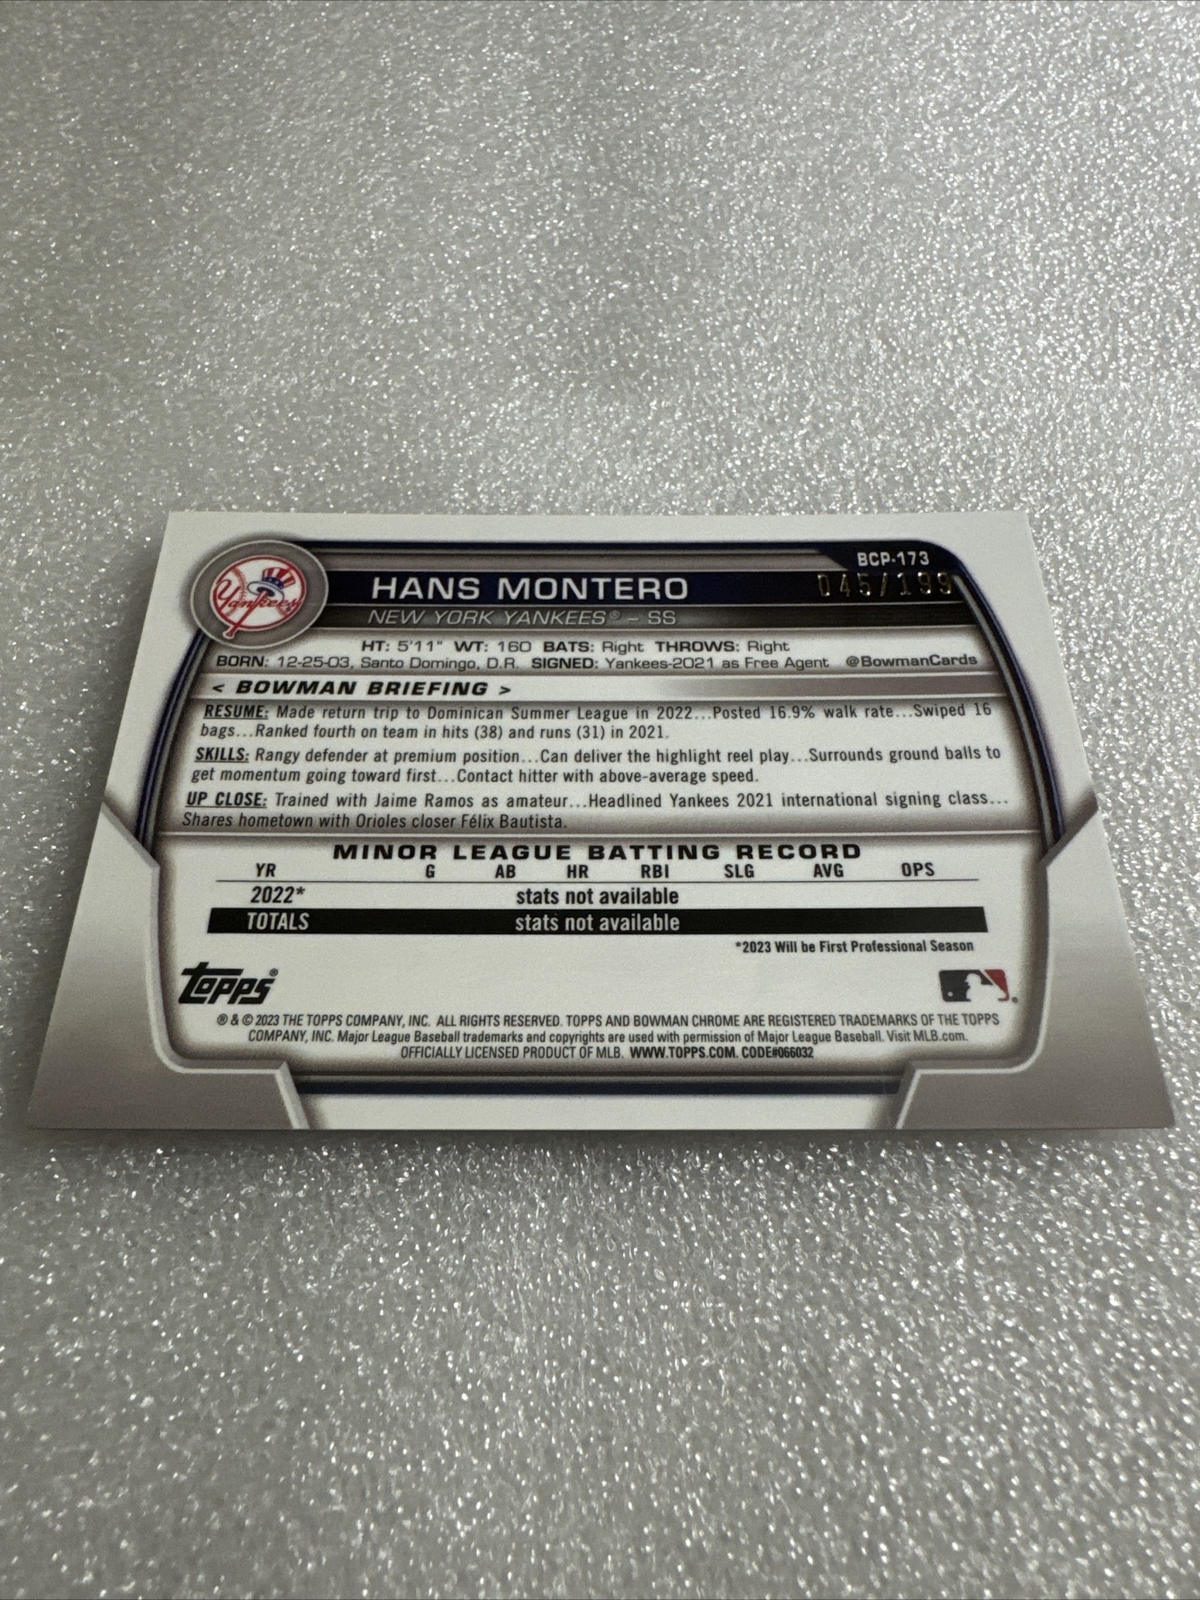 Yankees
BCP-173
HANS MONTERO
045/199
NEW YORK YANKEES® – SS
HT: 5'11" WT: 160 BATS: Right THROWS: Right
BORN: 12-25-03, Santo Domingo, D.R. SIGNED: Yankees-2021 as Free Agent @BowmanCards
< BOWMAN BRIEFING >
RESUME: Made return trip to Dominican Summer League in 2022...Posted 16.9% walk rate...Swiped 16
bags...Ranked fourth on team in hits (38) and runs (31) in 2021.
SKILLS: Rangy defender at premium position...Can deliver the highlight reel play...Surrounds ground balls to
get momentum going toward first...Contact hitter with above-average speed.
UP CLOSE: Trained with Jaime Ramos as amateur...Headlined Yankees 2021 international signing class...
Shares hometown with Orioles closer Félix Bautista.
MINOR LEAGUE BATTING RECORD
YR G AB HR RBI SLG AVG OPS
2022* stats not available
TOTALS stats not available
*2023 Will be First Professional Season
Topps®
® & © 2023 THE TOPPS COMPANY, INC. ALL RIGHTS RESERVED. TOPPS AND BOWMAN CHROME ARE REGISTERED TRADEMARKS OF THE TOPPS
COMPANY, INC. Major League Baseball trademarks and copyrights are used with permission of Major League Baseball. Visit MLB.com.
OFFICIALLY LICENSED PRODUCT OF MLB. WWW.TOPPS.COM. CODE#066032